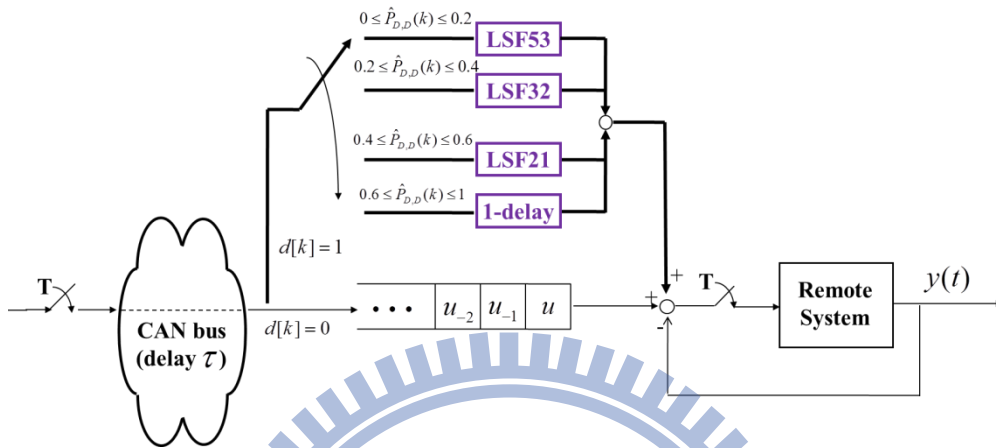 0 ≤ P̂_{D,D}(k) ≤ 0.2
LSF53
0.2 ≤ P̂_{D,D}(k) ≤ 0.4
LSF32
0.4 ≤ P̂_{D,D}(k) ≤ 0.6
LSF21
0.6 ≤ P̂_{D,D}(k) ≤ 1
1-delay
d[k] = 1
T
CAN bus
(delay τ)
d[k] = 0
• • •
u_{-2}
u_{-1}
u
+
+
-
T
Remote
System
y(t)